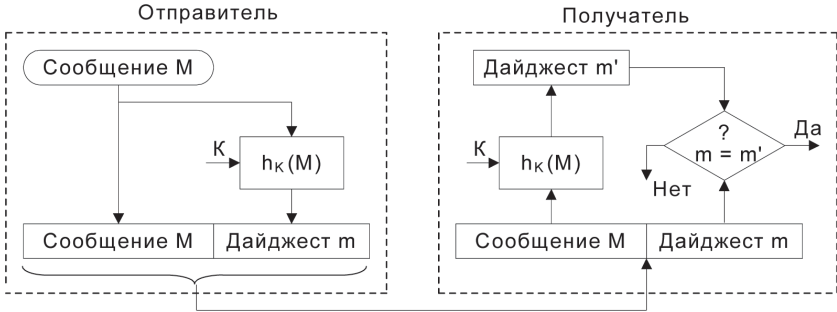 Отправитель
Сообщение М
К
hK(M)
Сообщение М
Дайджест m
Получатель
Дайджест m'
К
hK(M)
?
m = m'
Да
Нет
Сообщение М
Дайджест m